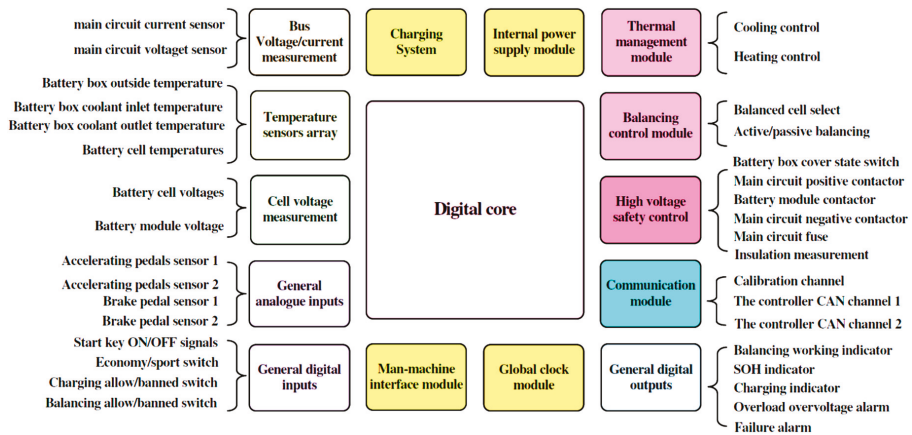 main circuit current sensor
main circuit voltaget sensor
Bus
Voltage/current
measurement
Charging
System
Internal power
supply module
Thermal
management
module
Cooling control
Heating control
Battery box outside temperature
Battery box coolant inlet temperature
Battery box coolant outlet temperature
Battery cell temperatures
Temperature
sensors array
Balancing
control module
Balanced cell select
Active/passive balancing
Battery cell voltages
Battery module voltage
Cell voltage
measurement
Digital core
High voltage
safety control
Battery box cover state switch
Main circuit positive contactor
Battery module contactor
Main circuit negative contactor
Main circuit fuse
Insulation measurement
Accelerating pedals sensor 1
Accelerating pedals sensor 2
Brake pedal sensor 1
Brake pedal sensor 2
General
analogue inputs
Communication
module
Calibration channel
The controller CAN channel 1
The controller CAN channel 2
Start key ON/OFF signals
Economy/sport switch
Charging allow/banned switch
Balancing allow/banned switch
General digital
inputs
Man-machine
interface module
Global clock
module
General digital
outputs
Balancing working indicator
SOH indicator
Charging indicator
Overload overvoltage alarm
Failure alarm